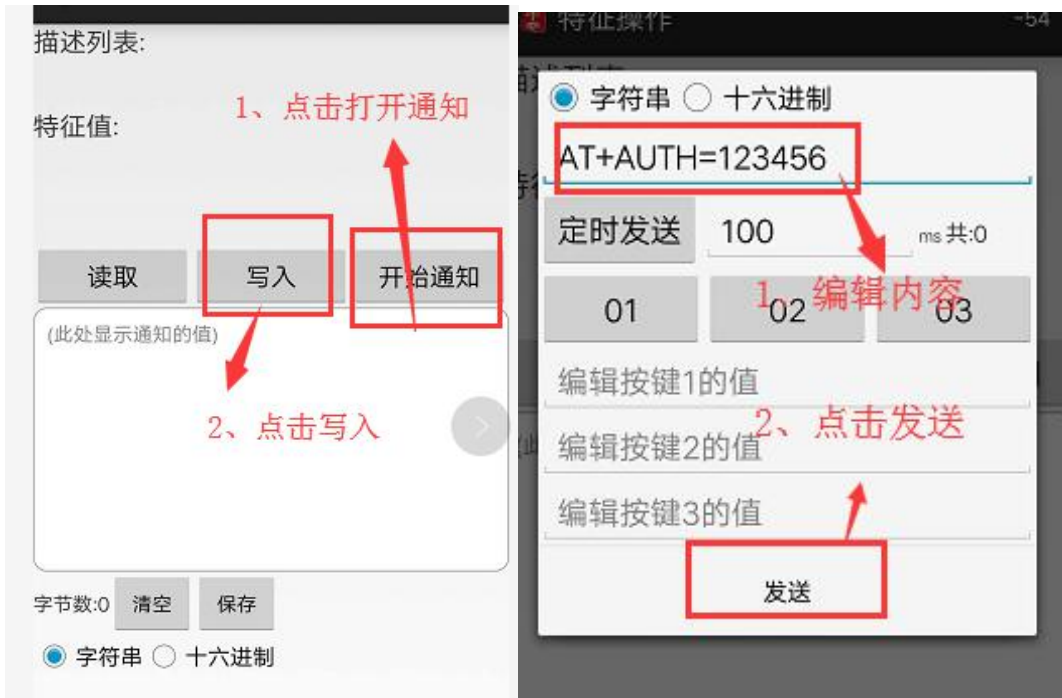 描述列表:
1、点击打开通知
特征值:
读取
写入
开始通知
(此处显示通知的值)
2、点击写入
字节数:0
清空
保存
字符串
十六进制
特征操作
-54
字符串
十六进制
AT+AUTH=123456
定时发送
100
ms 共:0
1、编辑内容
01
02
03
编辑按键1的值
2、点击发送
编辑按键2的值
编辑按键3的值
发送